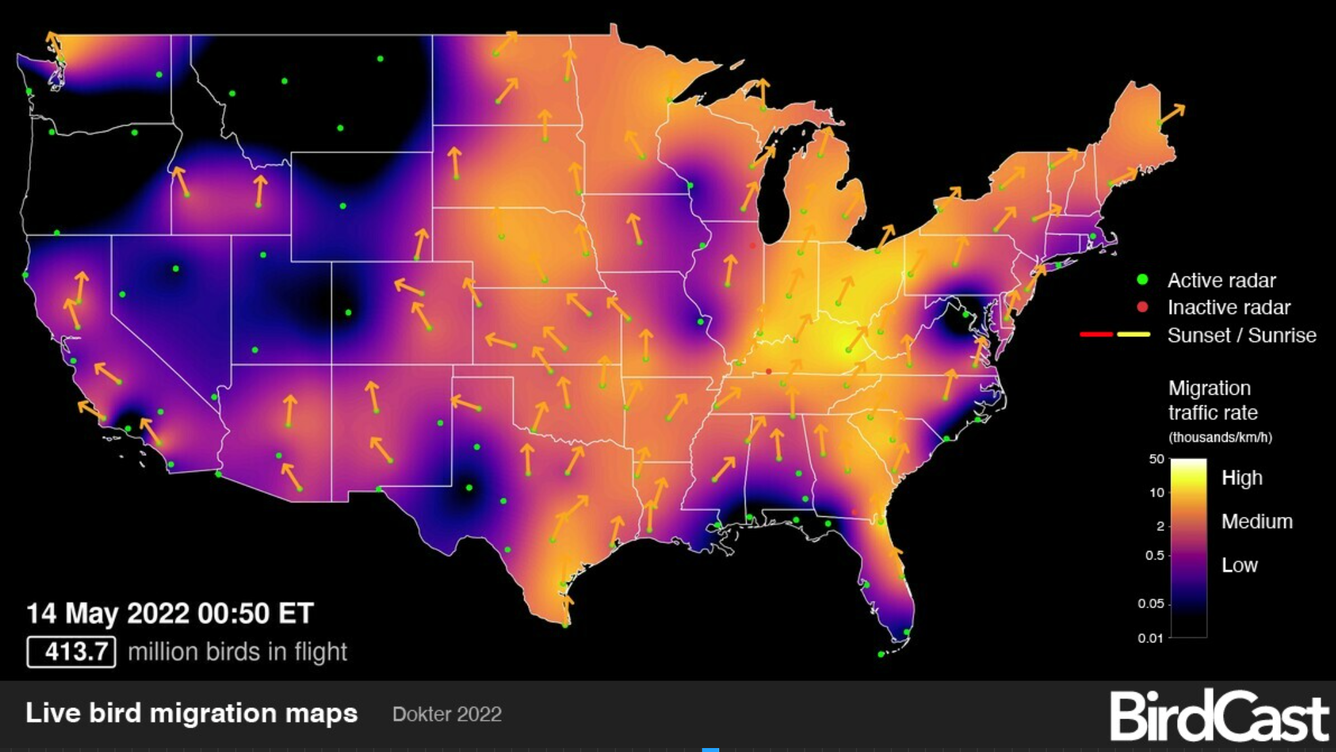 Active radar
Inactive radar
Sunset / Sunrise
Migration
traffic rate
(thousands/km/h)
50
High
10
Medium
2
0.5
Low
0.05
0.01
14 May 2022 00:50 ET
413.7 million birds in flight
Live bird migration maps Dokter 2022
BirdCast